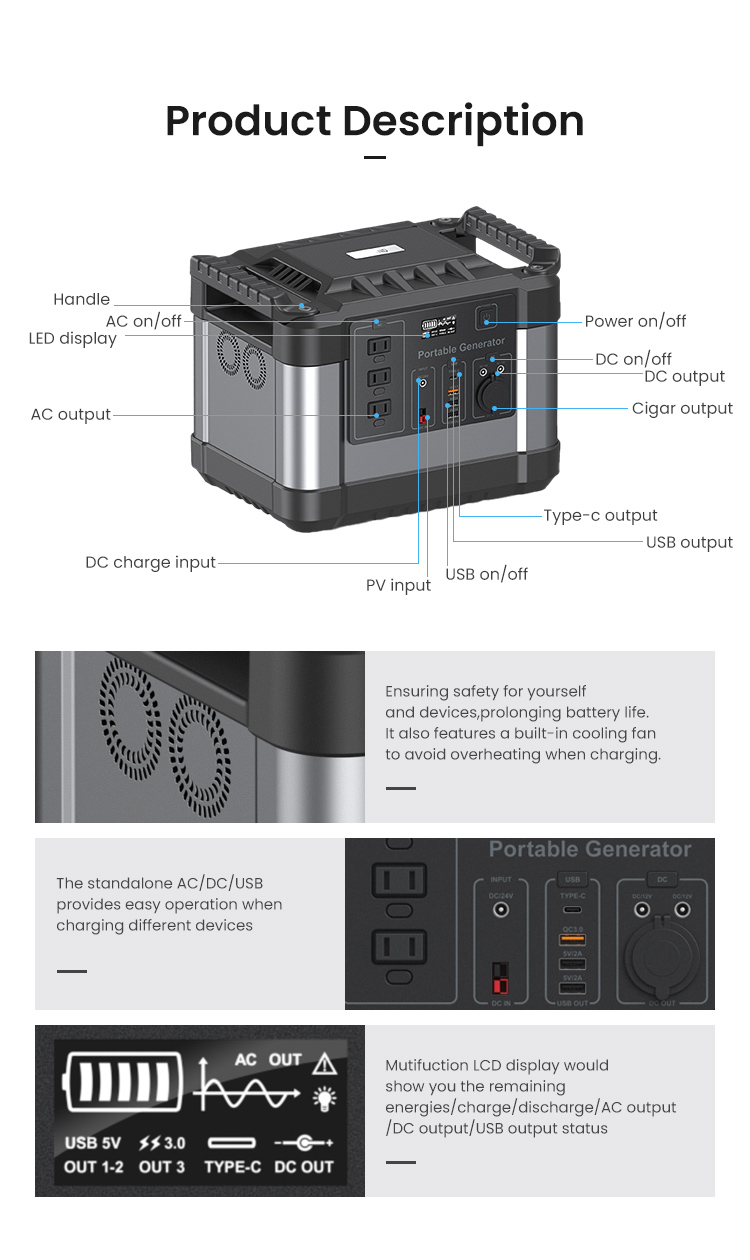 Product Description
Handle
AC on/off
LED display
AC output
Power on/off
Portable Generator
DC on/off
DC output
Cigar output
Type-c output
USB output
USB on/off
DC charge input
PV input
Ensuring safety for yourself
and devices,prolonging battery life.
It also features a built-in cooling fan
to avoid overheating when charging.
The standalone AC/DC/USB
provides easy operation when
charging different devices
Portable Generator
INPUT
USB
DC
DC/24V
TYPE-C
DC/12V
DC/12V
QC3.0
5V/2A
5V/2A
DC IN
USB OUT
DC OUT
AC OUT
USB 5V
3.0
OUT 1-2
OUT 3
TYPE-C
DC OUT
Mutifuction LCD display would
show you the remaining
energies/charge/discharge/AC output
/DC output/USB output status